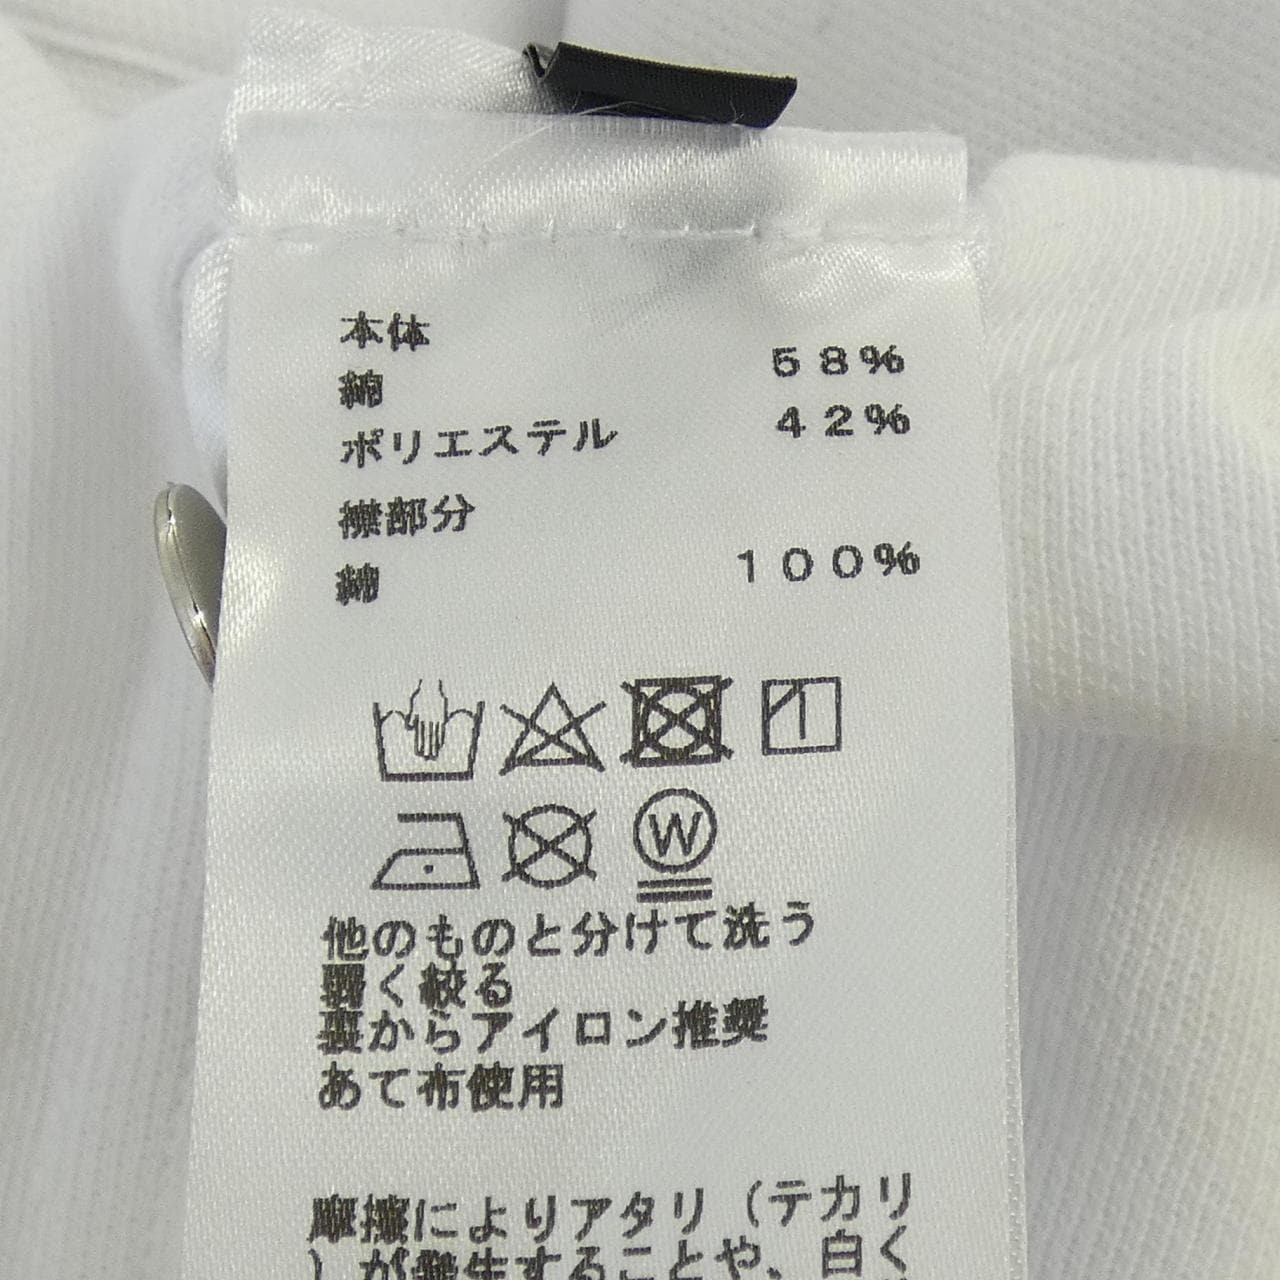 本体
綿 58%
ポリエステル 42%
襟部分
綿 100%
W
他のものと分けて洗う
弱く絞る
裏からアイロン推奨
あて布使用
摩擦によりアタリ（テカリ
）が発生することや、白く